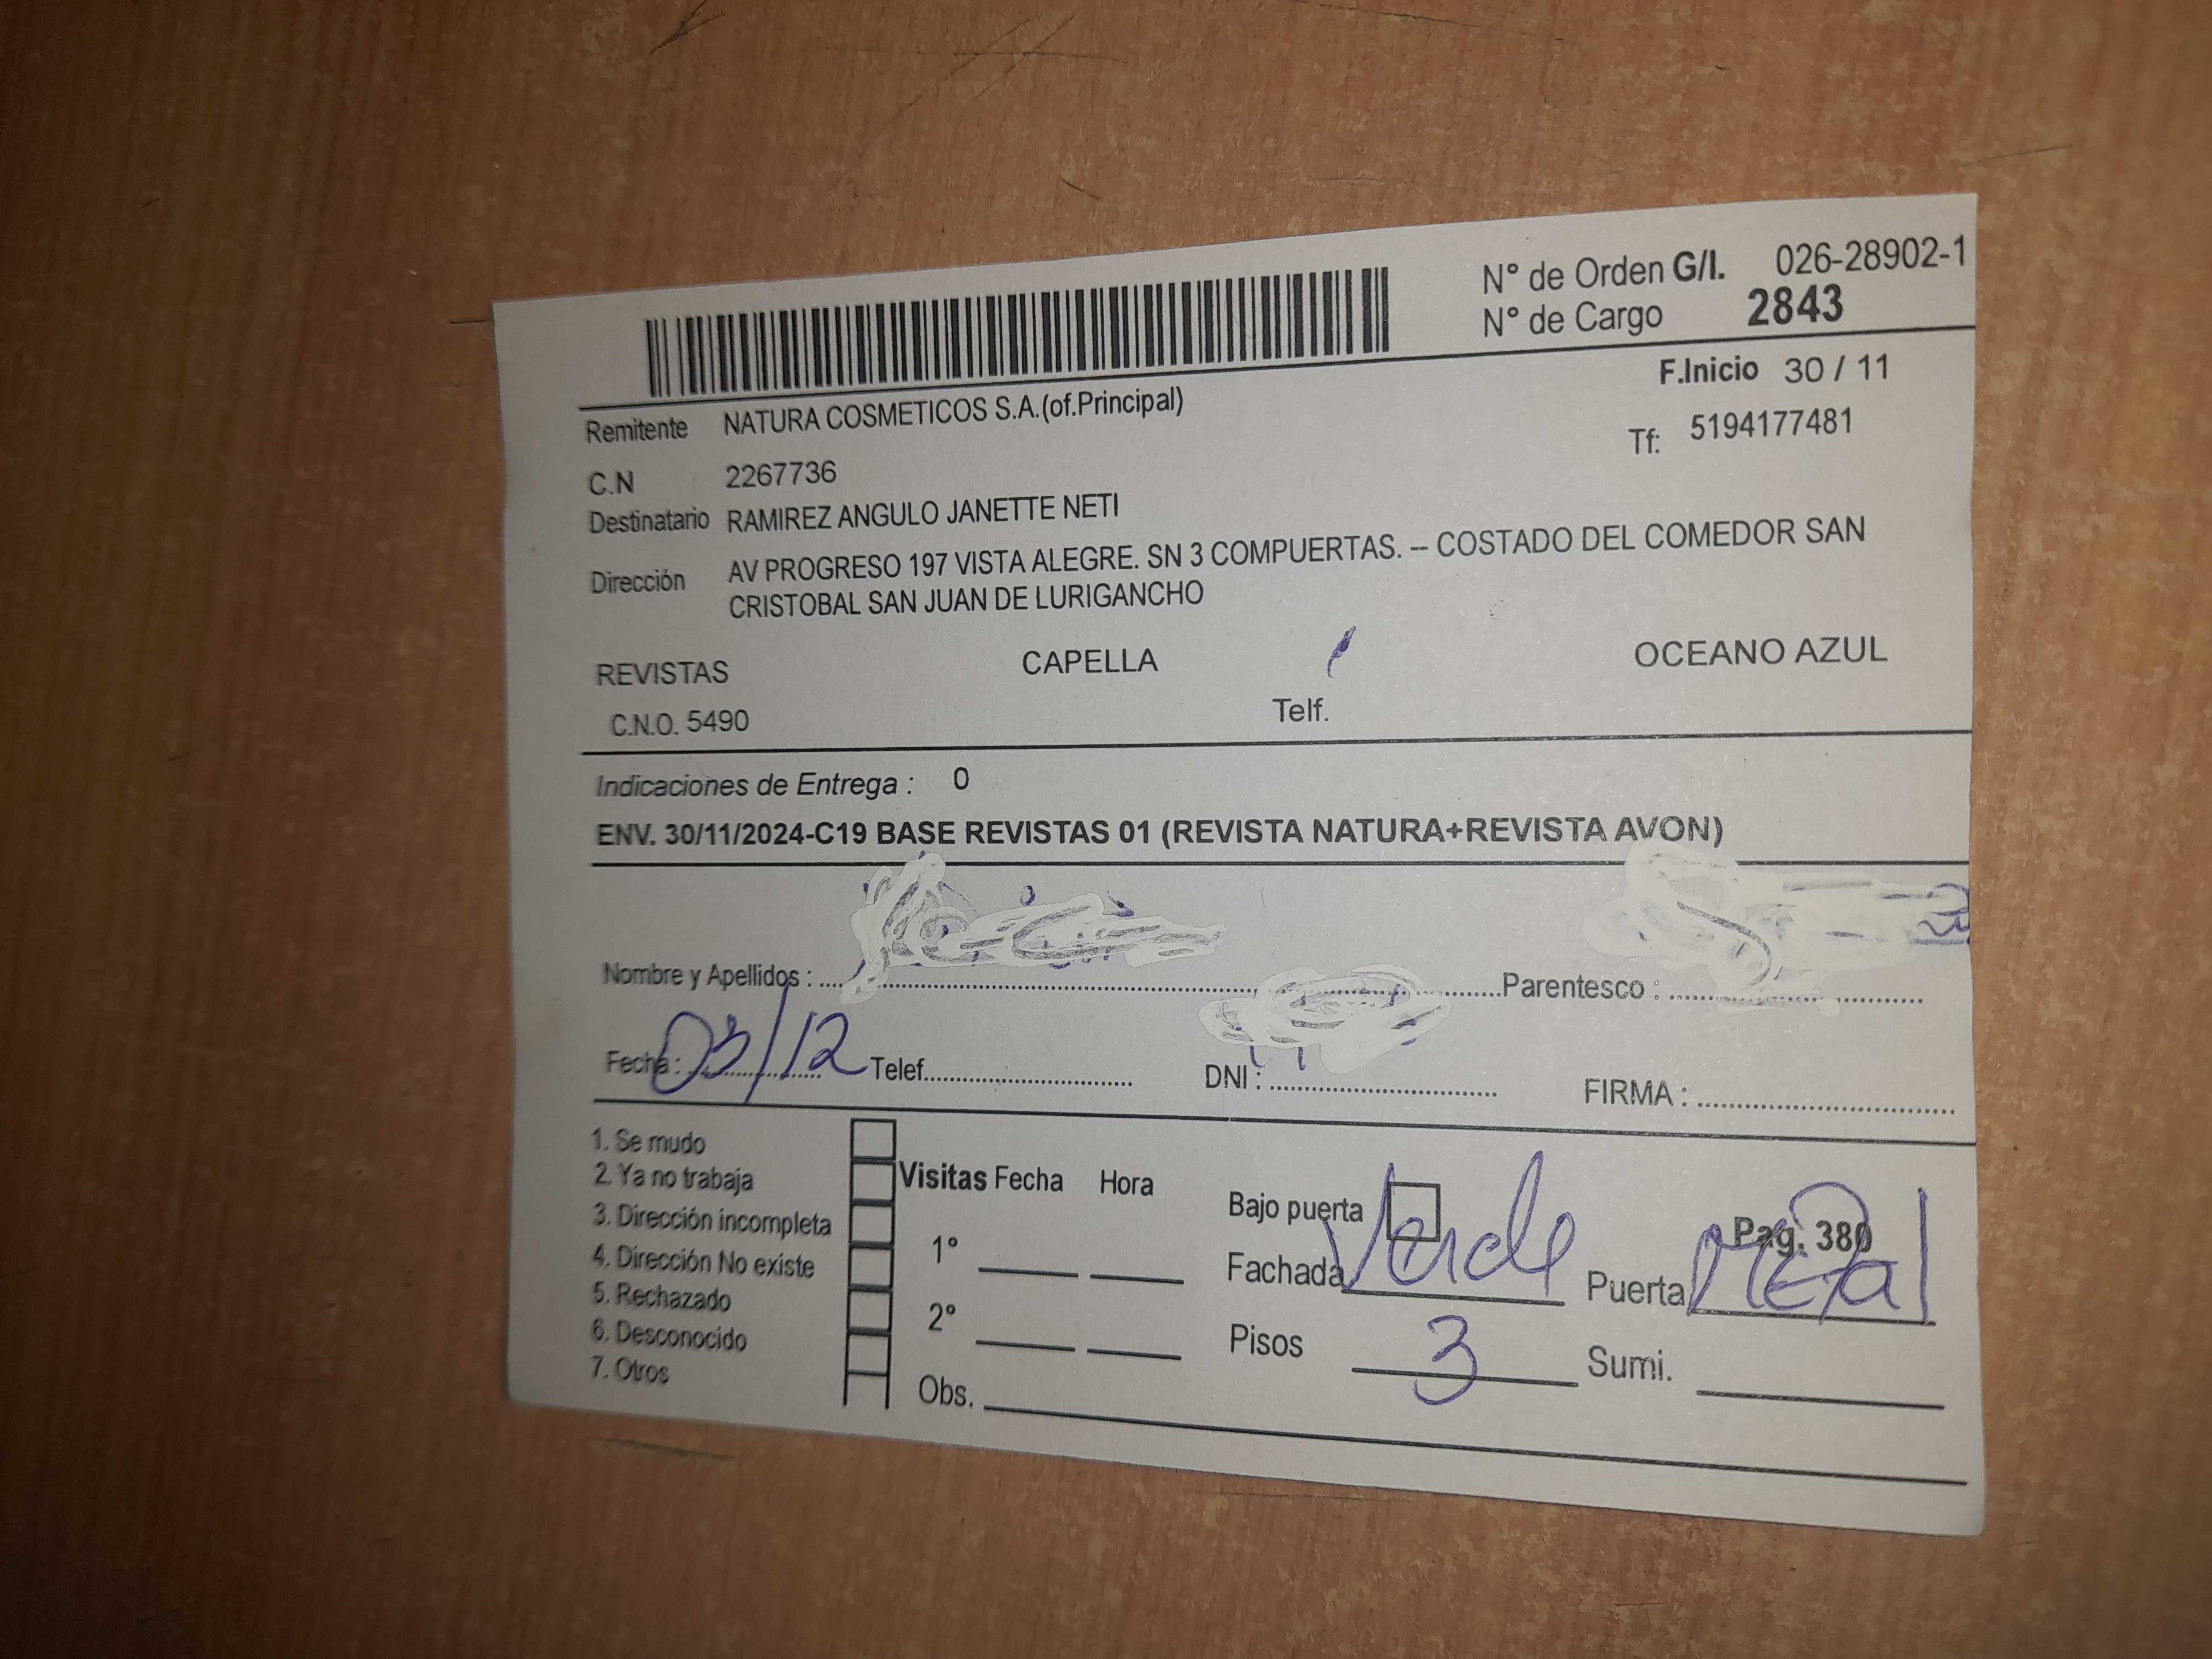 N° de Orden G/I. 026-28902-1
N° de Cargo 2843
F.Inicio 30 / 11
Remitente NATURA COSMETICOS S.A.(of.Principal)
Tf: 5194177481
C.N 2267736
Destinatario RAMIREZ ANGULO JANETTE NETI
Dirección AV PROGRESO 197 VISTA ALEGRE. SN 3 COMPUERTAS. -- COSTADO DEL COMEDOR SAN
CRISTOBAL SAN JUAN DE LURIGANCHO
REVISTAS CAPELLA OCEANO AZUL
C.N.O. 5490 Telf.
Indicaciones de Entrega : 0
ENV. 30/11/2024-C19 BASE REVISTAS 01 (REVISTA NATURA+REVISTA AVON)
Nombre y Apellidos : Parentesco :
Fecha: 03/12 Telef. DNI : FIRMA :
1. Se mudo
2. Ya no trabaja
3. Dirección incompleta
4. Dirección No existe
5. Rechazado
6. Desconocido
7. Otros
Visitas Fecha Hora
1°
2°
Obs.
Bajo puerta Pag. 380
Fachada Verde Puerta Metal
Pisos 3 Sumi.